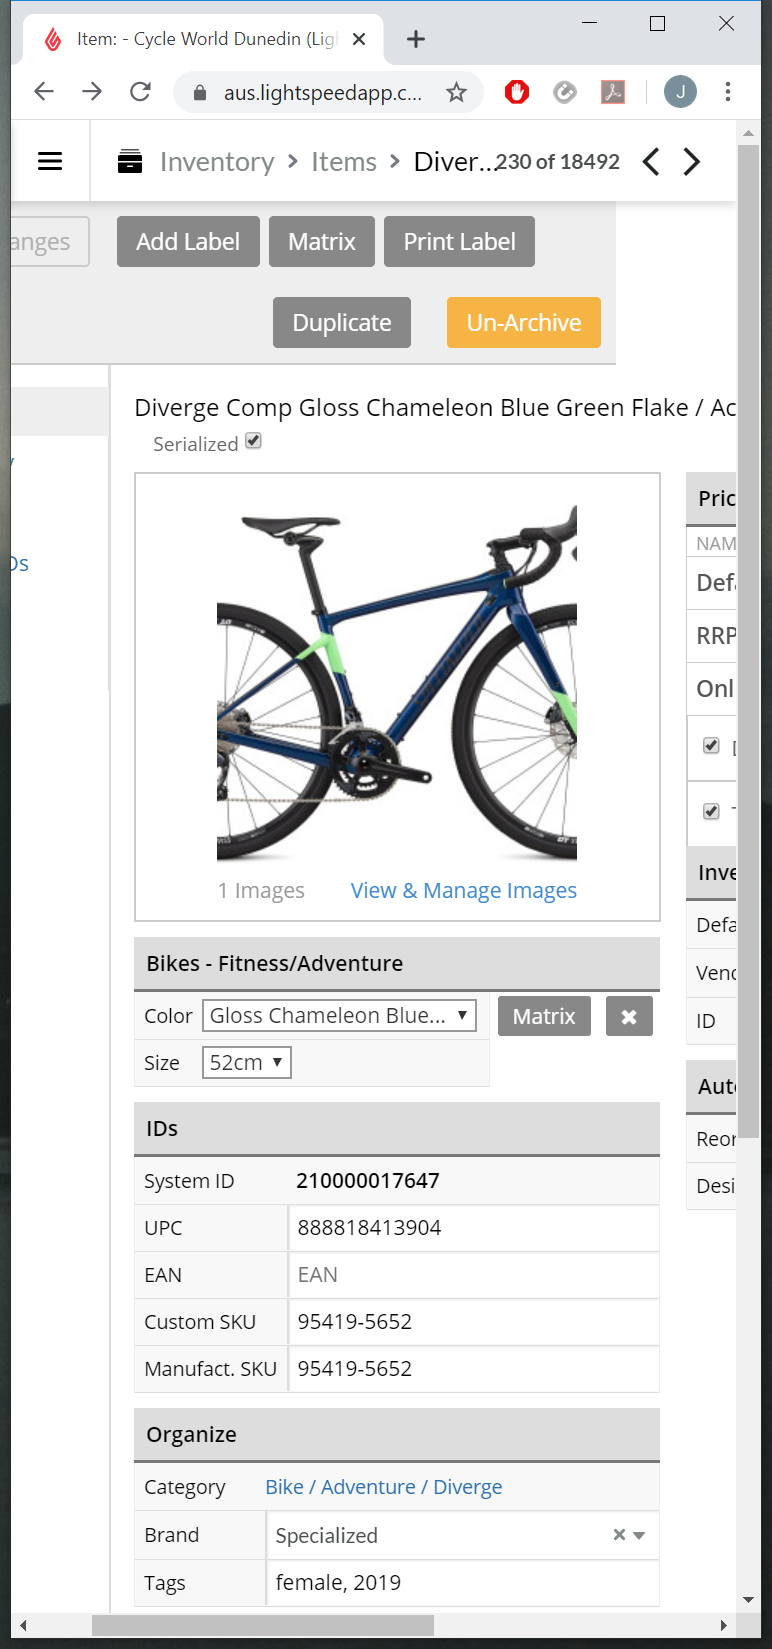 Item: - Cycle World Dunedin (Lig
aus.lightspeedapp.c...
J
Inventory > Items > Diver...230 of 18492
anges
Add Label
Matrix
Print Label
Duplicate
Un-Archive
Diverge Comp Gloss Chameleon Blue Green Flake / Ac
Serialized
Ds
Pric
NAM
Defa
RRP
Onl
1 Images
View & Manage Images
Inve
Defa
Vend
ID
Auto
Reor
Desi
Bikes - Fitness/Adventure
Color Gloss Chameleon Blue...
Matrix
Size 52cm
IDs
System ID 210000017647
UPC 888818413904
EAN EAN
Custom SKU 95419-5652
Manufact. SKU 95419-5652
Organize
Category Bike / Adventure / Diverge
Brand Specialized
Tags female, 2019